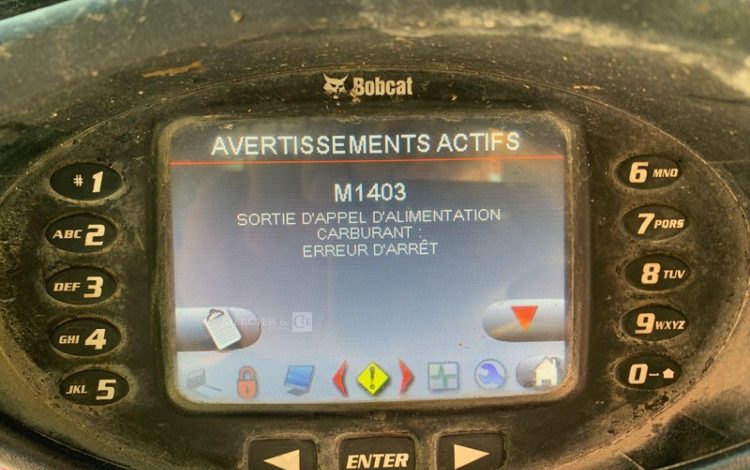 Bobcat
AVERTISSEMENTS ACTIFS
M1403
SORTIE D'APPEL D'ALIMENTATION
CARBURANT :
ERREUR D'ARRÊT
# 1
ABC 2
DEF 3
GHI 4
JKL 5
6 MNO
7 PQRS
8 TUV
9 WXYZ
0
ENTER